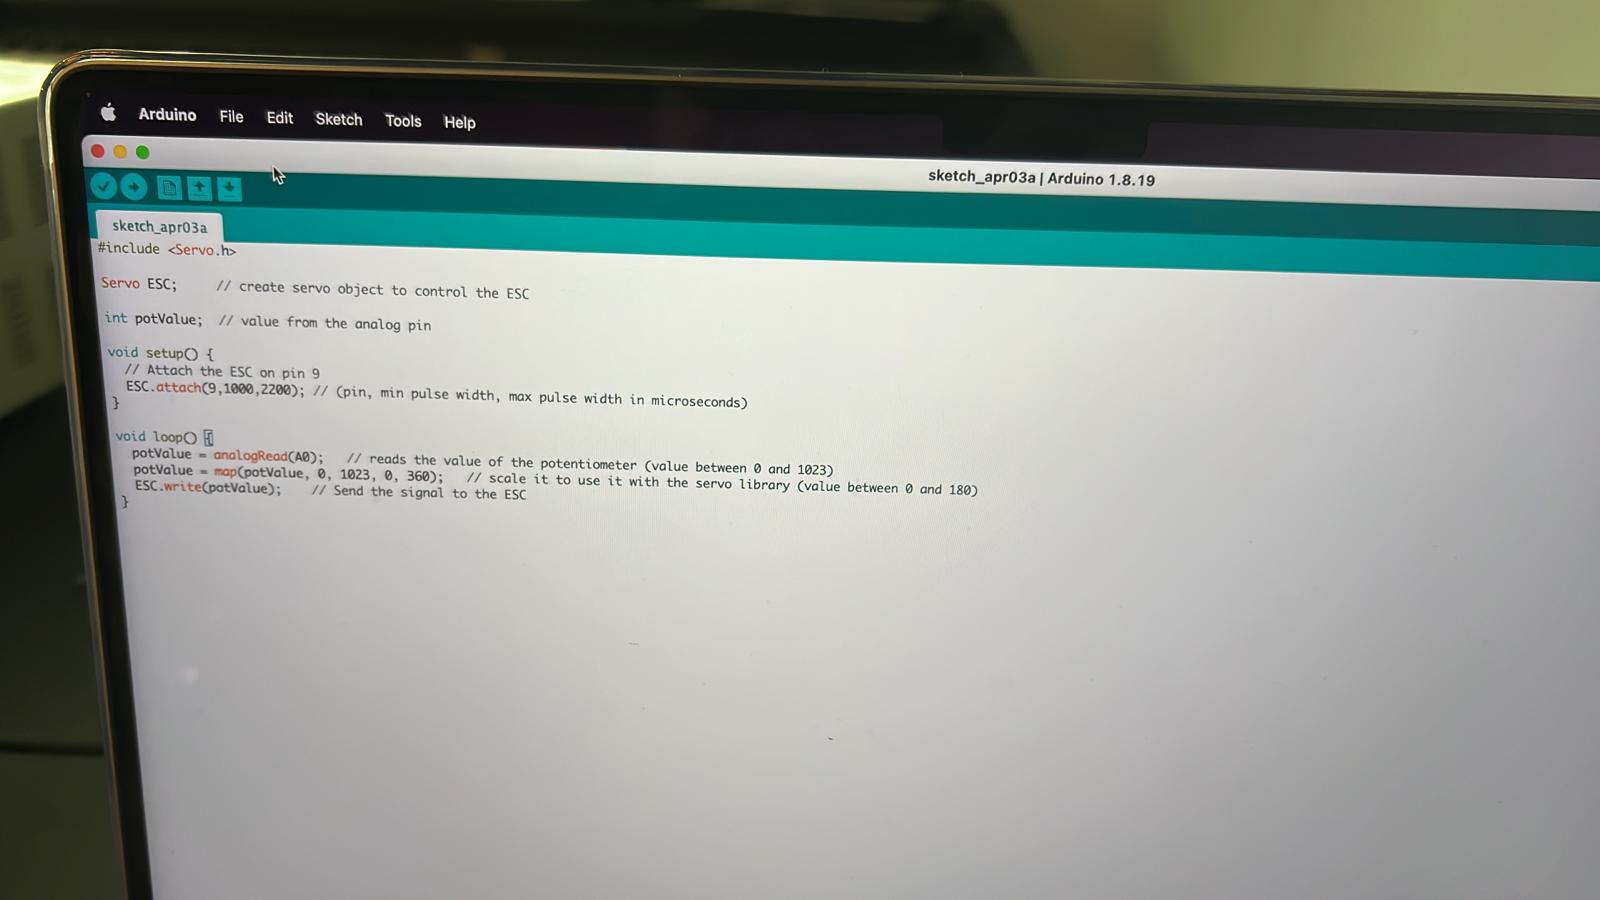 Arduino File Edit Sketch Tools Help
sketch_apr03a | Arduino 1.8.19
sketch_apr03a
#include <Servo.h>
Servo ESC;     // create servo object to control the ESC
int potValue;  // value from the analog pin
void setup() {
  // Attach the ESC on pin 9
  ESC.attach(9,1000,2200); // (pin, min pulse width, max pulse width in microseconds)
}
void loop() {
  potValue = analogRead(A0);   // reads the value of the potentiometer (value between 0 and 1023)
  potValue = map(potValue, 0, 1023, 0, 360);   // scale it to use it with the servo library (value between 0 and 180)
  ESC.write(potValue);    // Send the signal to the ESC
}